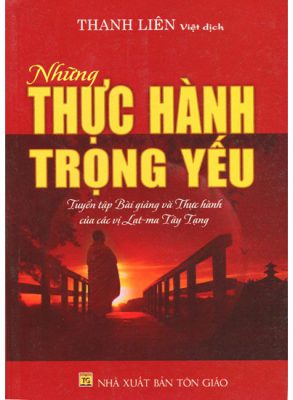 THANH LIÊN Việt dịch
Những
THỰC HÀNH
TRỌNG YẾU
Tuyển tập Bài giảng và Thực hành
của các vị Lạt-ma Tây Tạng
NHÀ XUẤT BẢN TÔN GIÁO